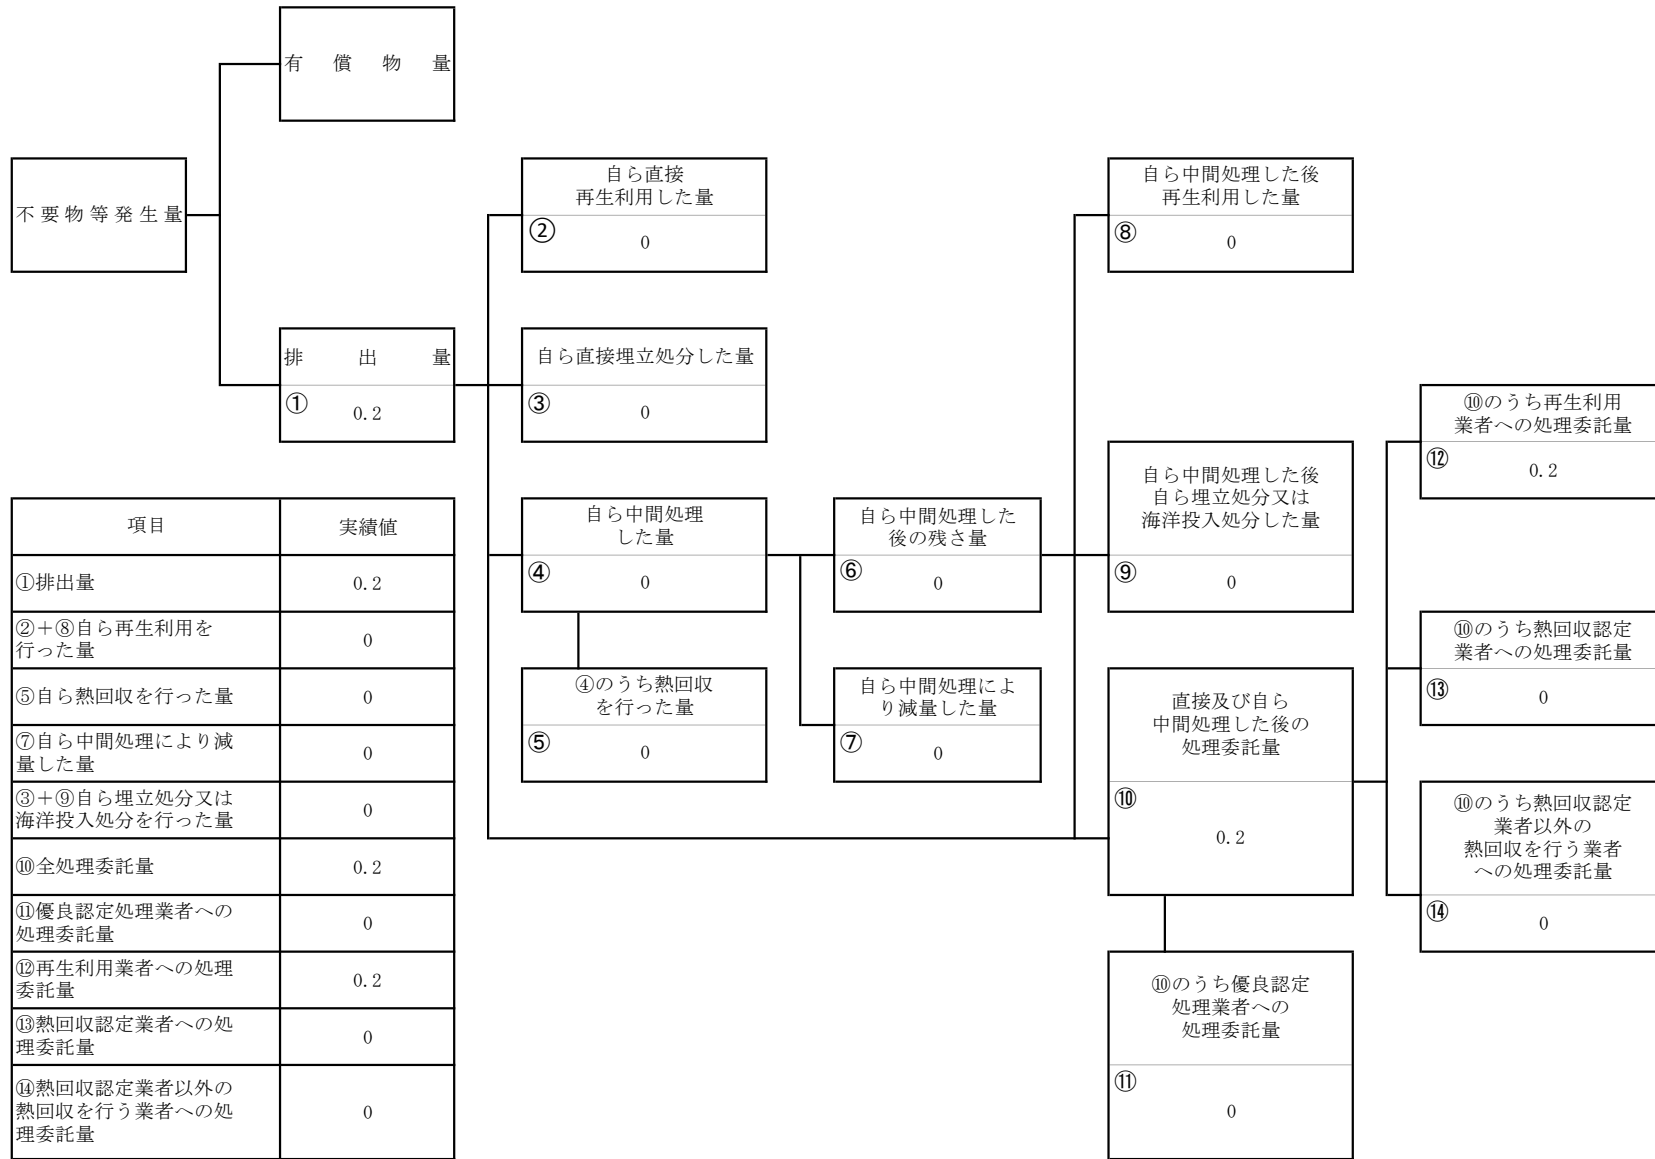 有償物量
不要物等発生量
排出量
①
0.2
自ら直接
再生利用した量
②
0
自ら直接埋立処分した量
③
0
自ら中間処理
した量
④
0
④のうち熱回収
を行った量
⑤
0
自ら中間処理した
後の残さ量
⑥
0
自ら中間処理によ
り減量した量
⑦
0
自ら中間処理した後
再生利用した量
⑧
0
自ら中間処理した後
自ら埋立処分又は
海洋投入処分した量
⑨
0
直接及び自ら
中間処理した後の
処理委託量
⑩
0.2
⑩のうち優良認定
処理業者への
処理委託量
⑪
0
⑩のうち再生利用
業者への処理委託量
⑫
0.2
⑩のうち熱回収認定
業者への処理委託量
⑬
0
⑩のうち熱回収認定
業者以外の
熱回収を行う業者
への処理委託量
⑭
0
項目 実績値
①排出量 0.2
②+⑧自ら再生利用を
行った量
0
⑤自ら熱回収を行った量 0
⑦自ら中間処理により減
量した量
0
③+⑨自ら埋立処分又は
海洋投入処分を行った量
0
⑩全処理委託量 0.2
⑪優良認定処理業者への
処理委託量
0
⑫再生利用業者への処理
委託量
0.2
⑬熱回収認定業者への処
理委託量
0
⑭熱回収認定業者以外の
熱回収を行う業者への処
理委託量
0